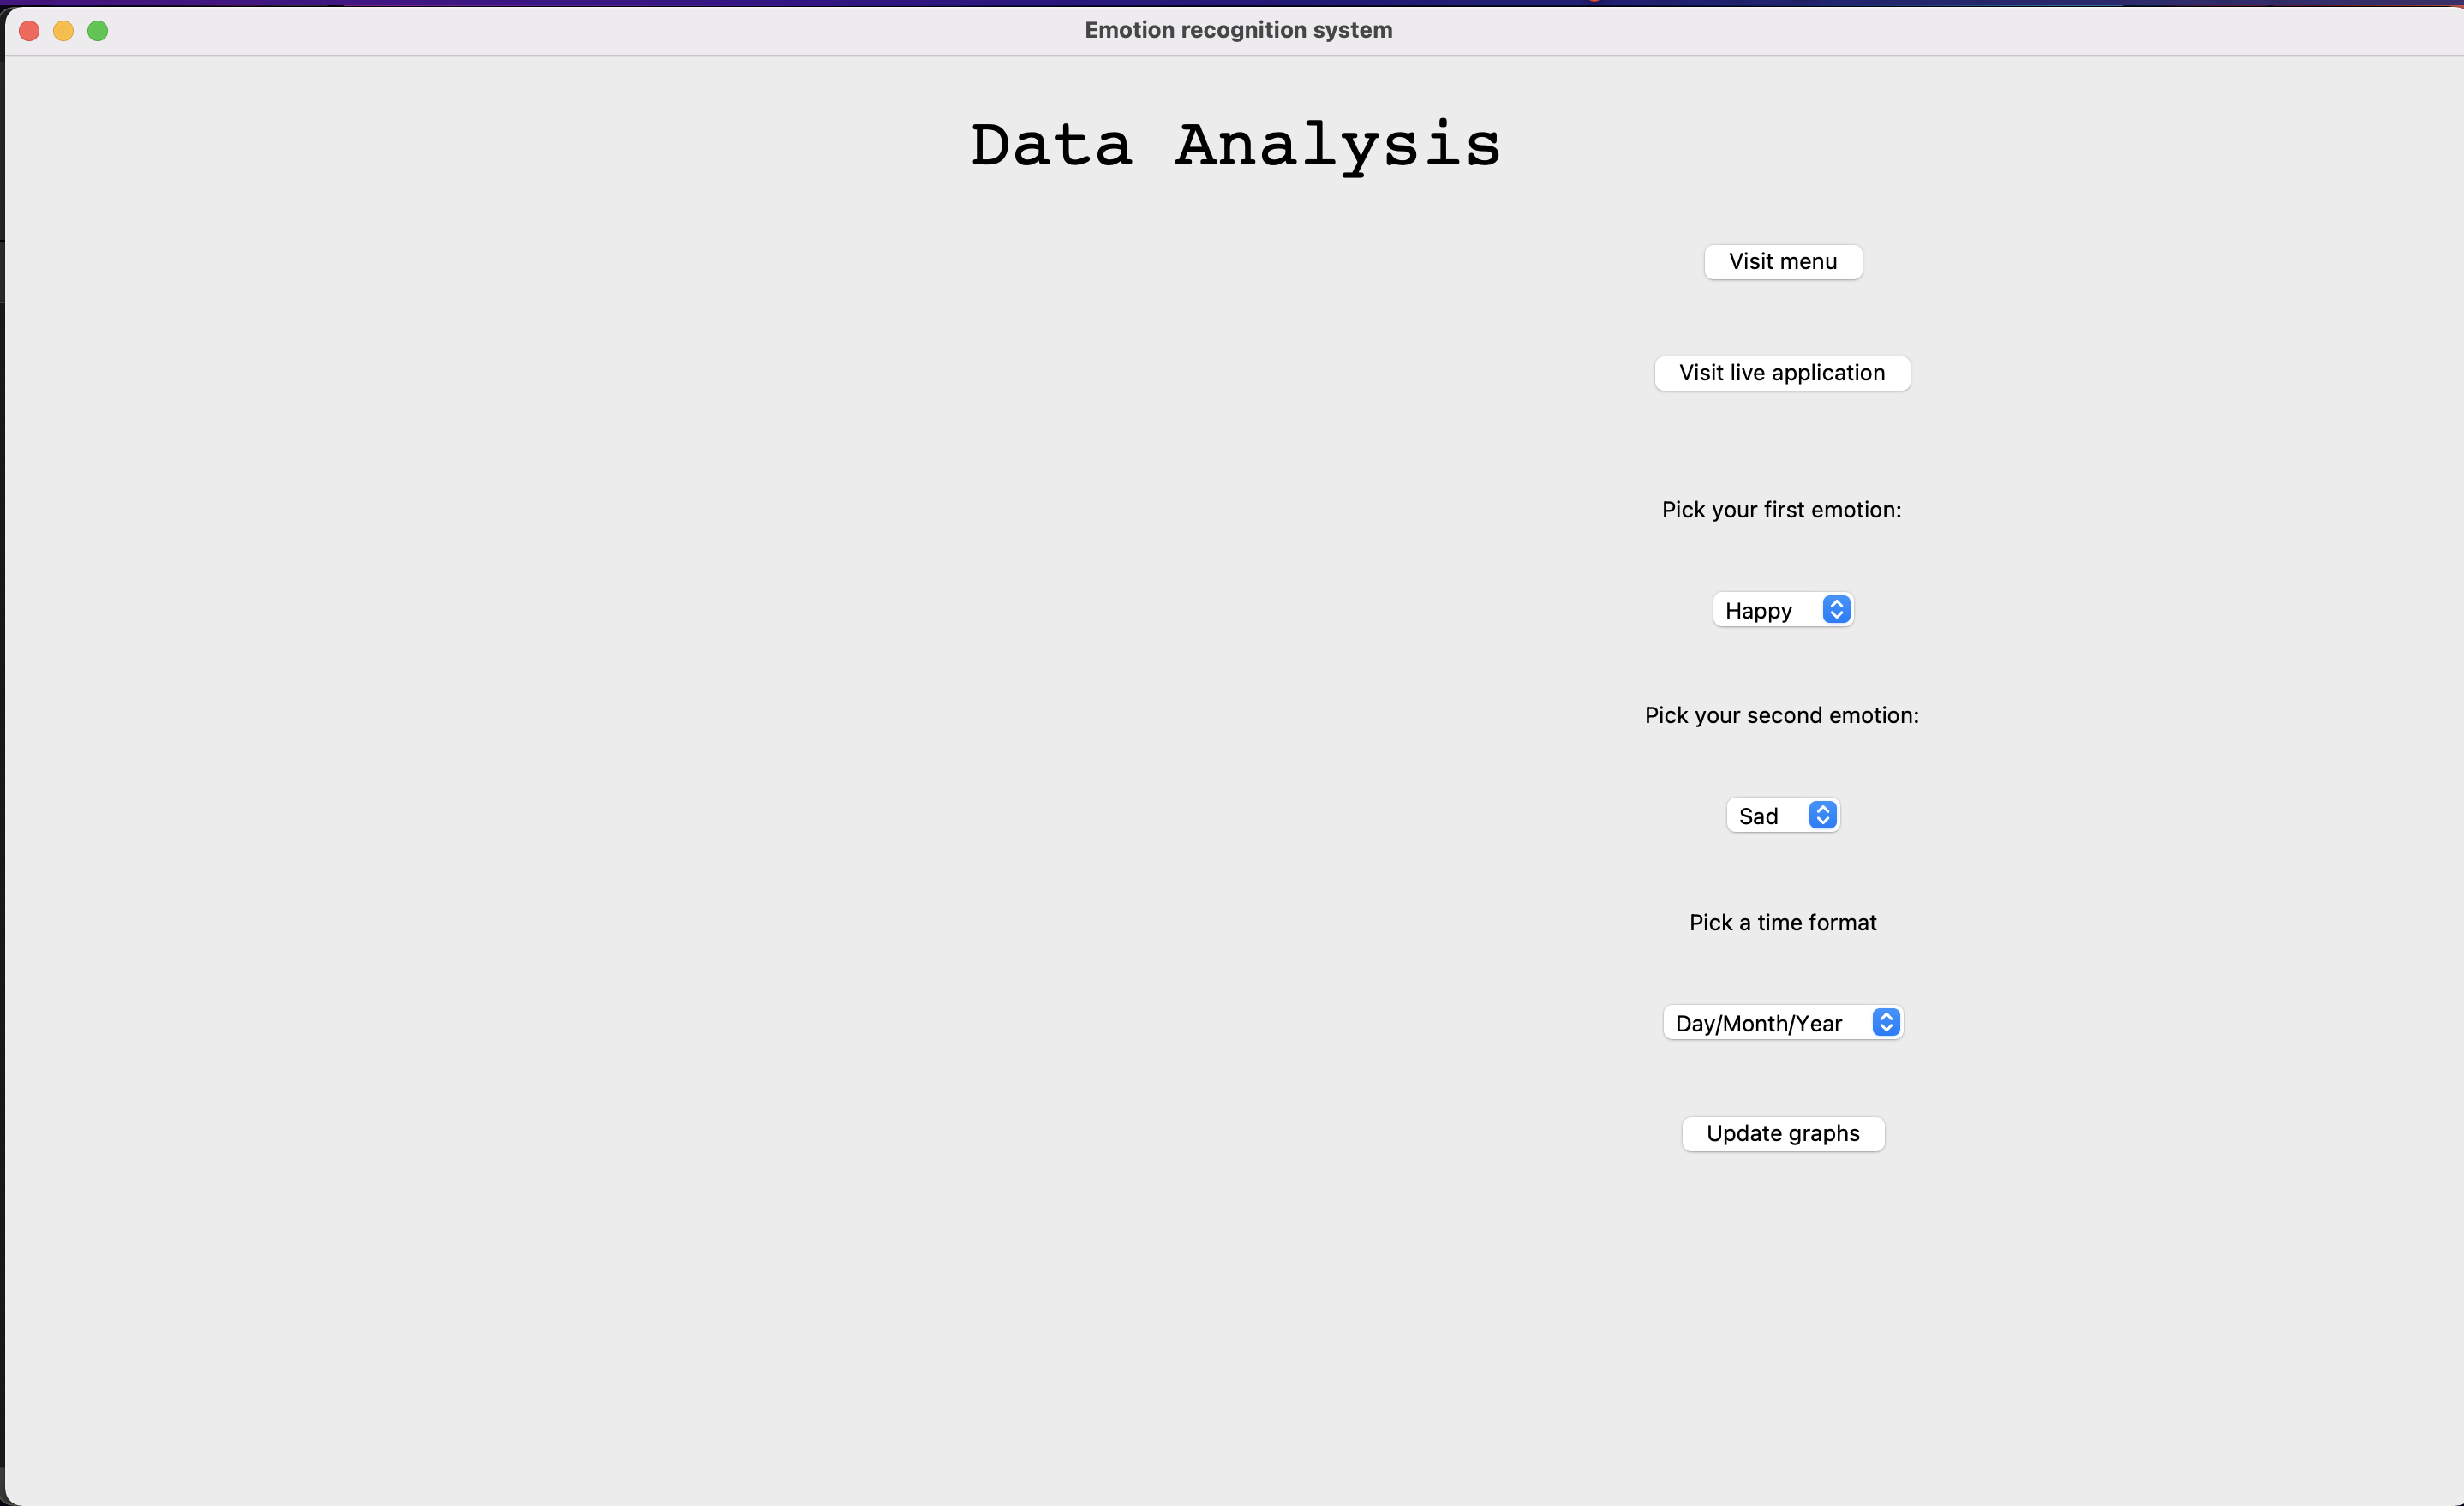 Emotion recognition system
Data Analysis
Visit menu
Visit live application
Pick your first emotion:
Happy
Pick your second emotion:
Sad
Pick a time format
Day/Month/Year
Update graphs